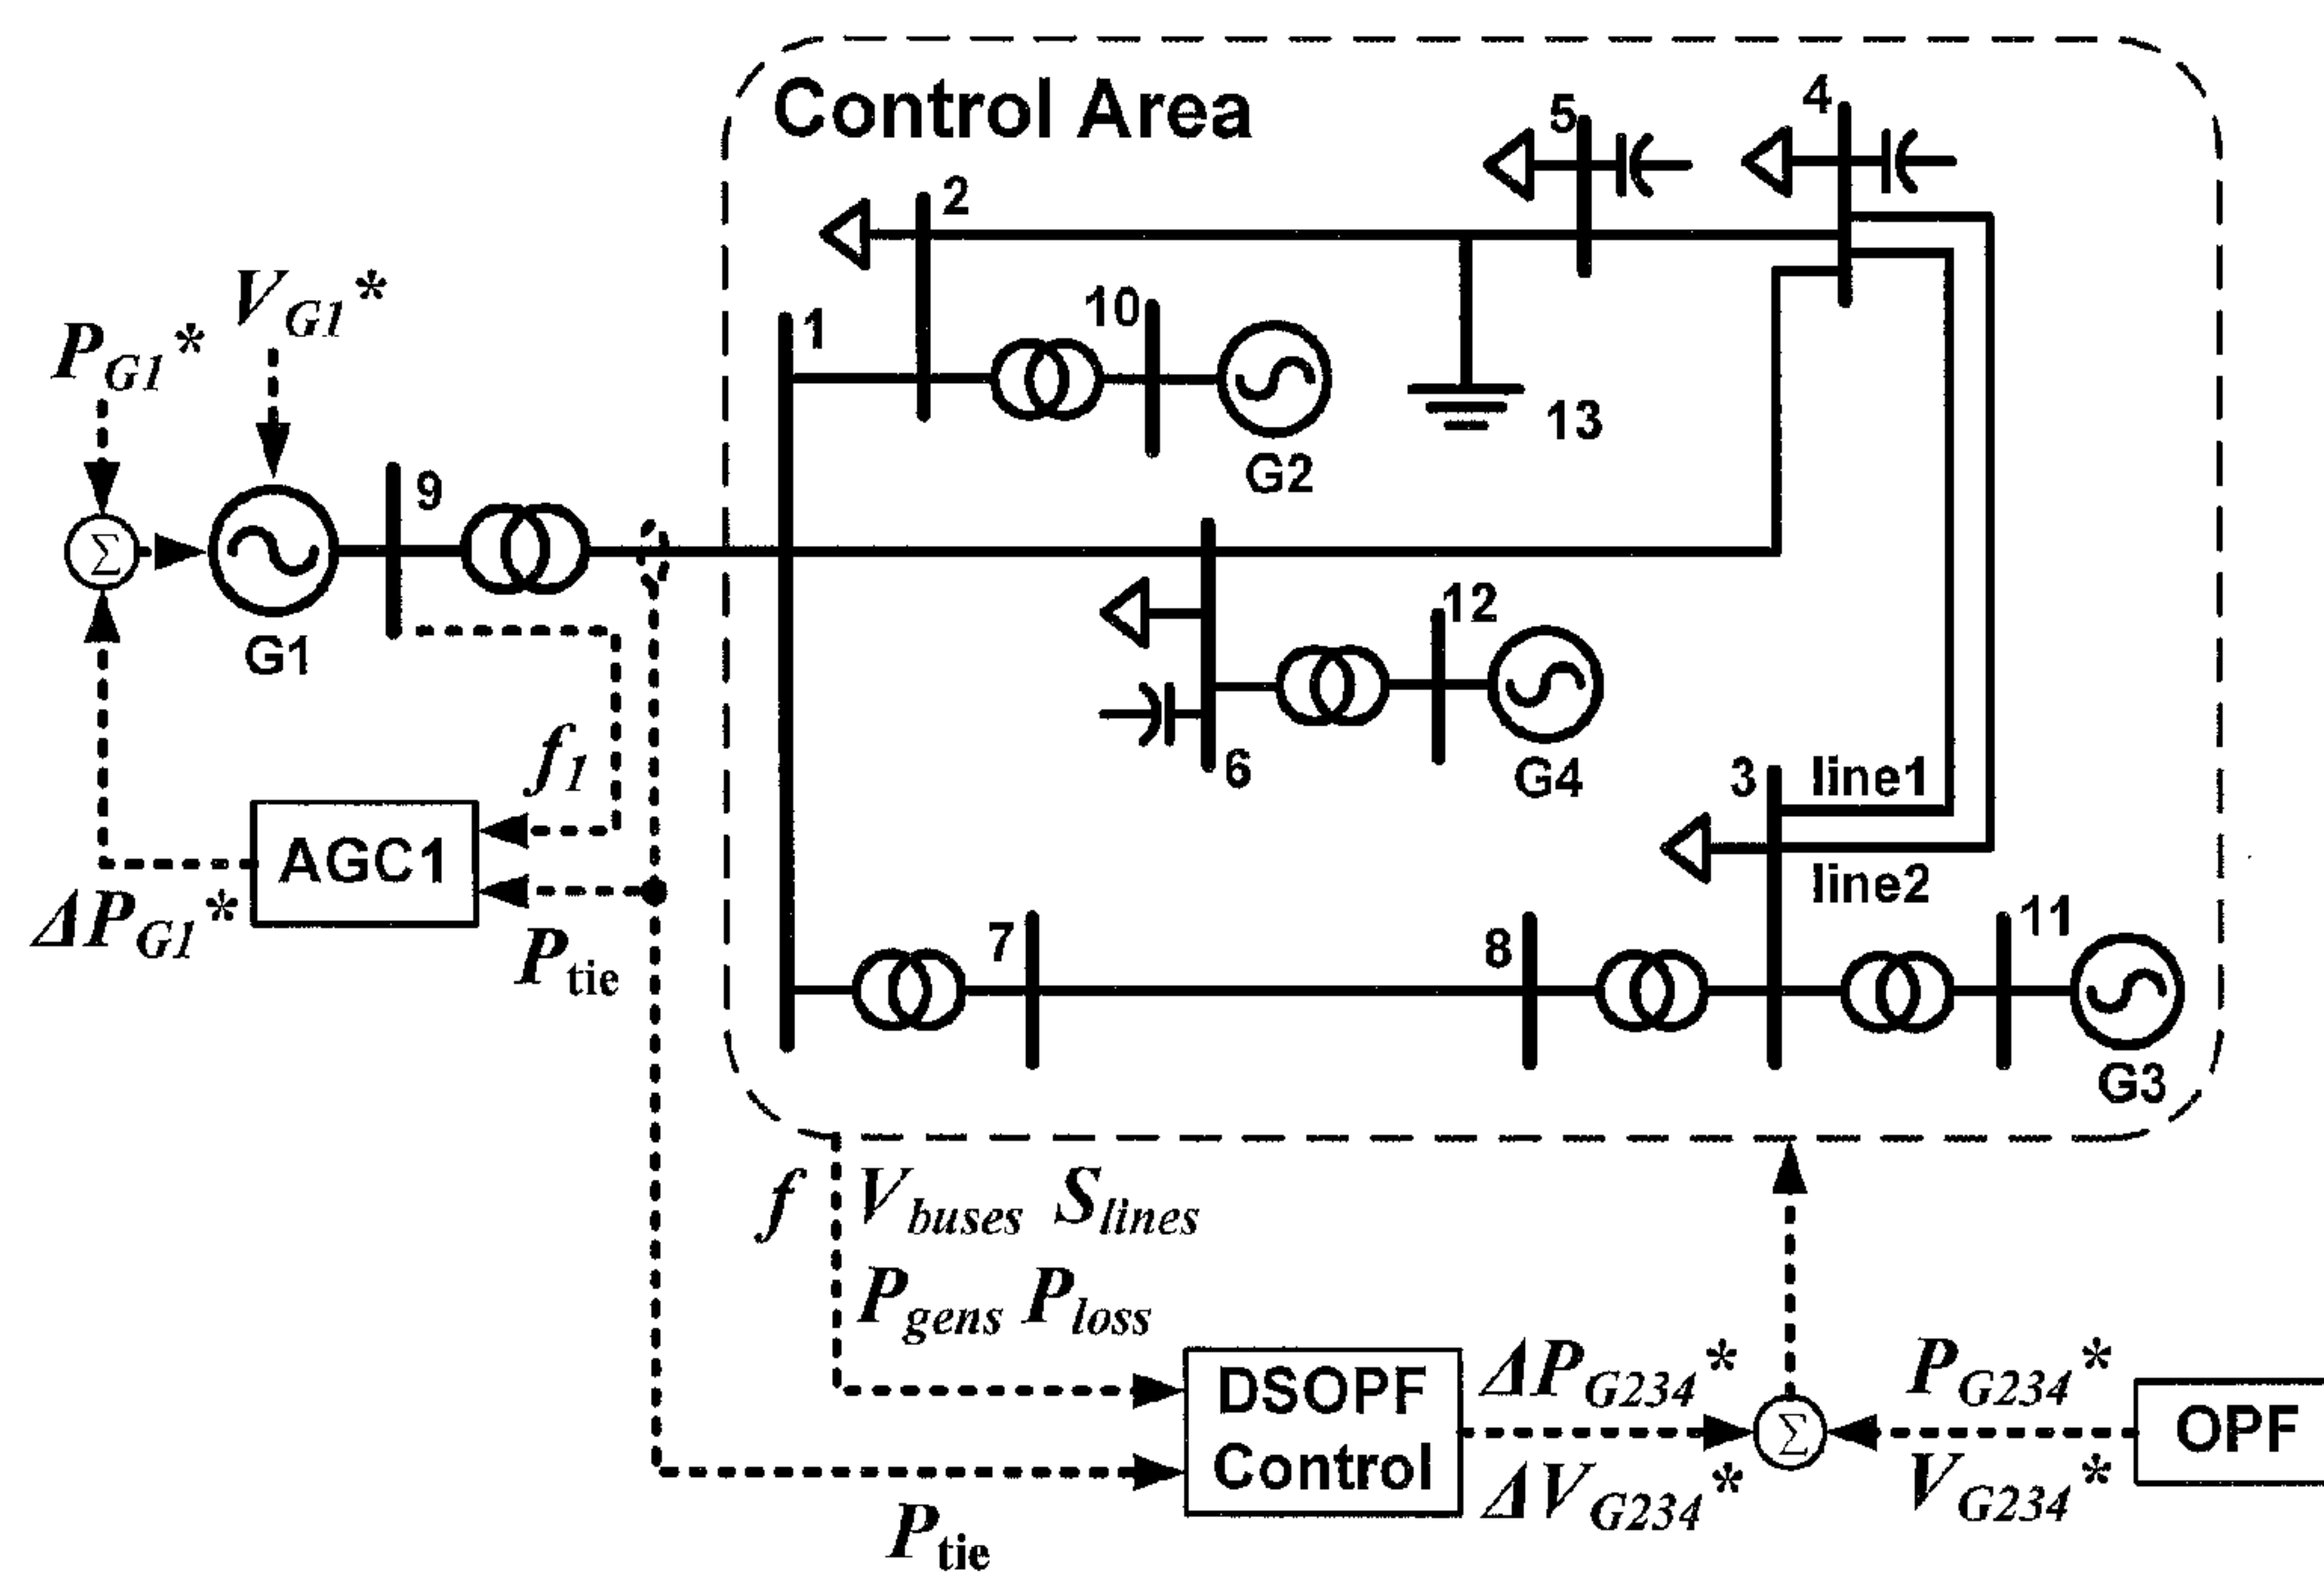 Control Area
5
4
2
V_G1*
10
1
P_G1*
13
G2
9
Σ
12
G1
f_1
6
G4
3
line1
AGC1
line2
ΔP_G1*
11
7
8
P_tie
G3
f V_buses S_lines
P_gens P_loss
DSOPF
Control
ΔP_G234*
P_G234*
Σ
OPF
ΔV_G234*
V_G234*
P_tie